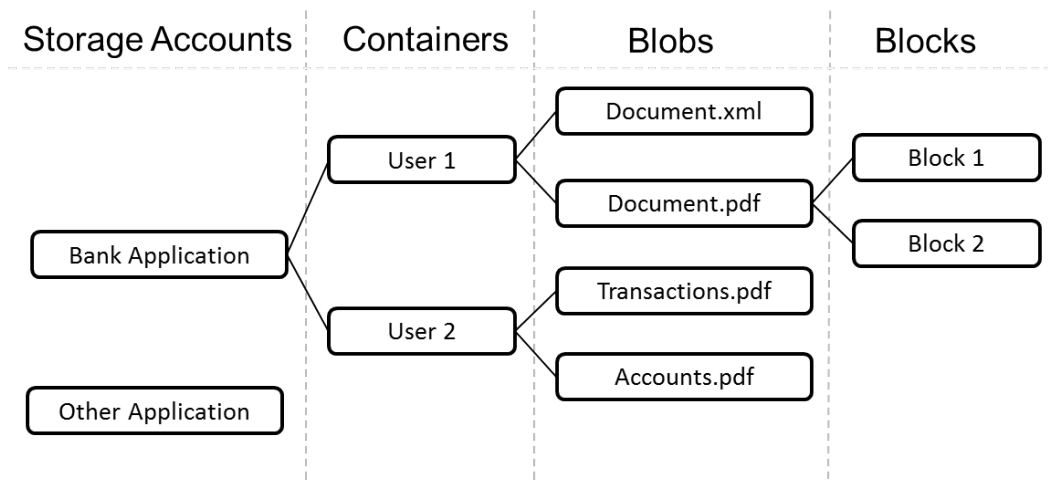 Storage Accounts
Containers
Blobs
Blocks
Document.xml
User 1
Block 1
Document.pdf
Bank Application
Block 2
Transactions.pdf
User 2
Accounts.pdf
Other Application